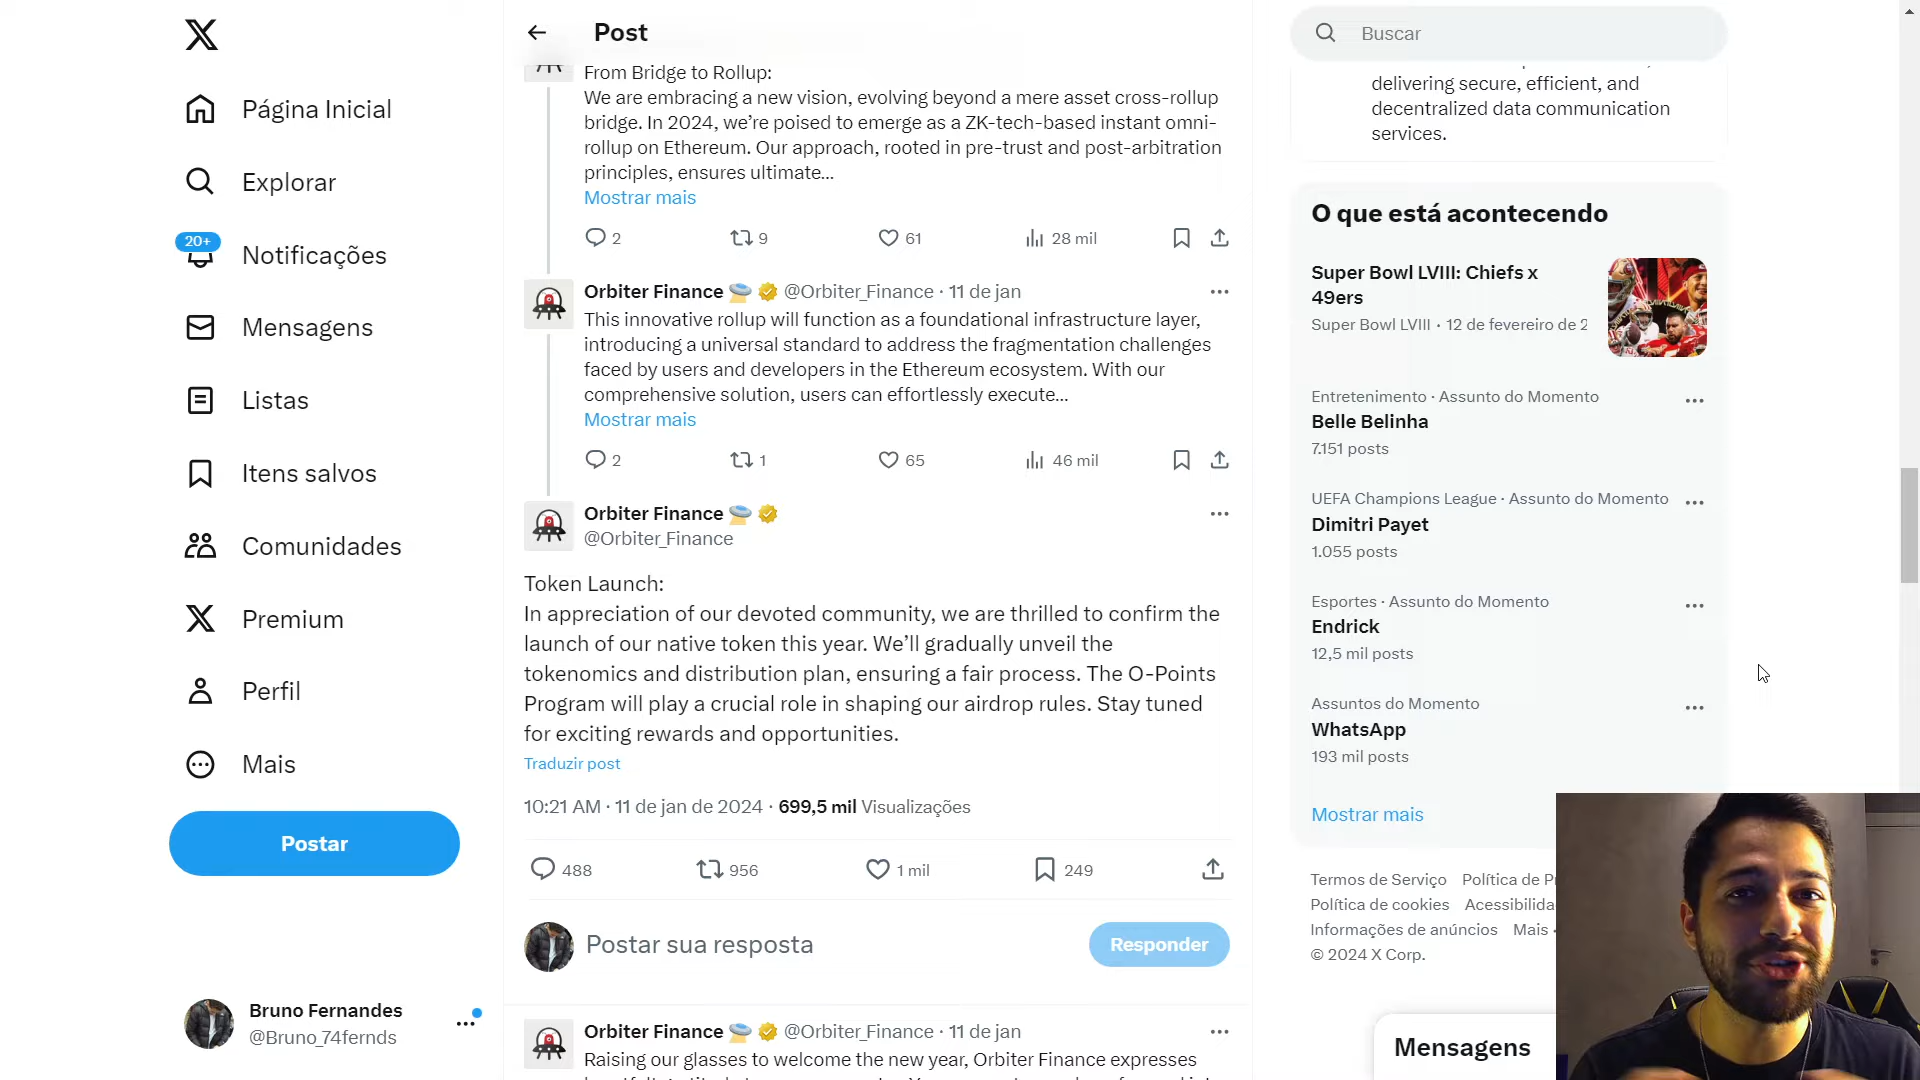 Post
Buscar
Página Inicial
Explorar
20+
Notificações
Mensagens
Listas
Itens salvos
Comunidades
Premium
Perfil
Mais
Postar
Bruno Fernandes
@Bruno_74fernds
From Bridge to Rollup:
We are embracing a new vision, evolving beyond a mere asset cross-rollup
bridge. In 2024, we’re poised to emerge as a ZK-tech-based instant omni-
rollup on Ethereum. Our approach, rooted in pre-trust and post-arbitration
principles, ensures ultimate...
Mostrar mais
2 9 61 28 mil
Orbiter Finance @Orbiter_Finance · 11 de jan
This innovative rollup will function as a foundational infrastructure layer,
introducing a universal standard to address the fragmentation challenges
faced by users and developers in the Ethereum ecosystem. With our
comprehensive solution, users can effortlessly execute...
Mostrar mais
2 1 65 46 mil
Orbiter Finance
@Orbiter_Finance
Token Launch:
In appreciation of our devoted community, we are thrilled to confirm the
launch of our native token this year. We’ll gradually unveil the
tokenomics and distribution plan, ensuring a fair process. The O-Points
Program will play a crucial role in shaping our airdrop rules. Stay tuned
for exciting rewards and opportunities.
Traduzir post
10:21 AM · 11 de jan de 2024 · 699,5 mil Visualizações
488 956 1 mil 249
Postar sua resposta
Responder
Orbiter Finance @Orbiter_Finance · 11 de jan
Raising our glasses to welcome the new year, Orbiter Finance expresses
delivering secure, efficient, and
decentralized data communication
services.
O que está acontecendo
Super Bowl LVIII: Chiefs x
49ers
Super Bowl LVIII · 12 de fevereiro de 2
Entretenimento · Assunto do Momento
Belle Belinha
7.151 posts
UEFA Champions League · Assunto do Momento
Dimitri Payet
1.055 posts
Esportes · Assunto do Momento
Endrick
12,5 mil posts
Assuntos do Momento
WhatsApp
193 mil posts
Mostrar mais
Termos de Serviço Política de P
Política de cookies Acessibilida
Informações de anúncios Mais
© 2024 X Corp.
Mensagens